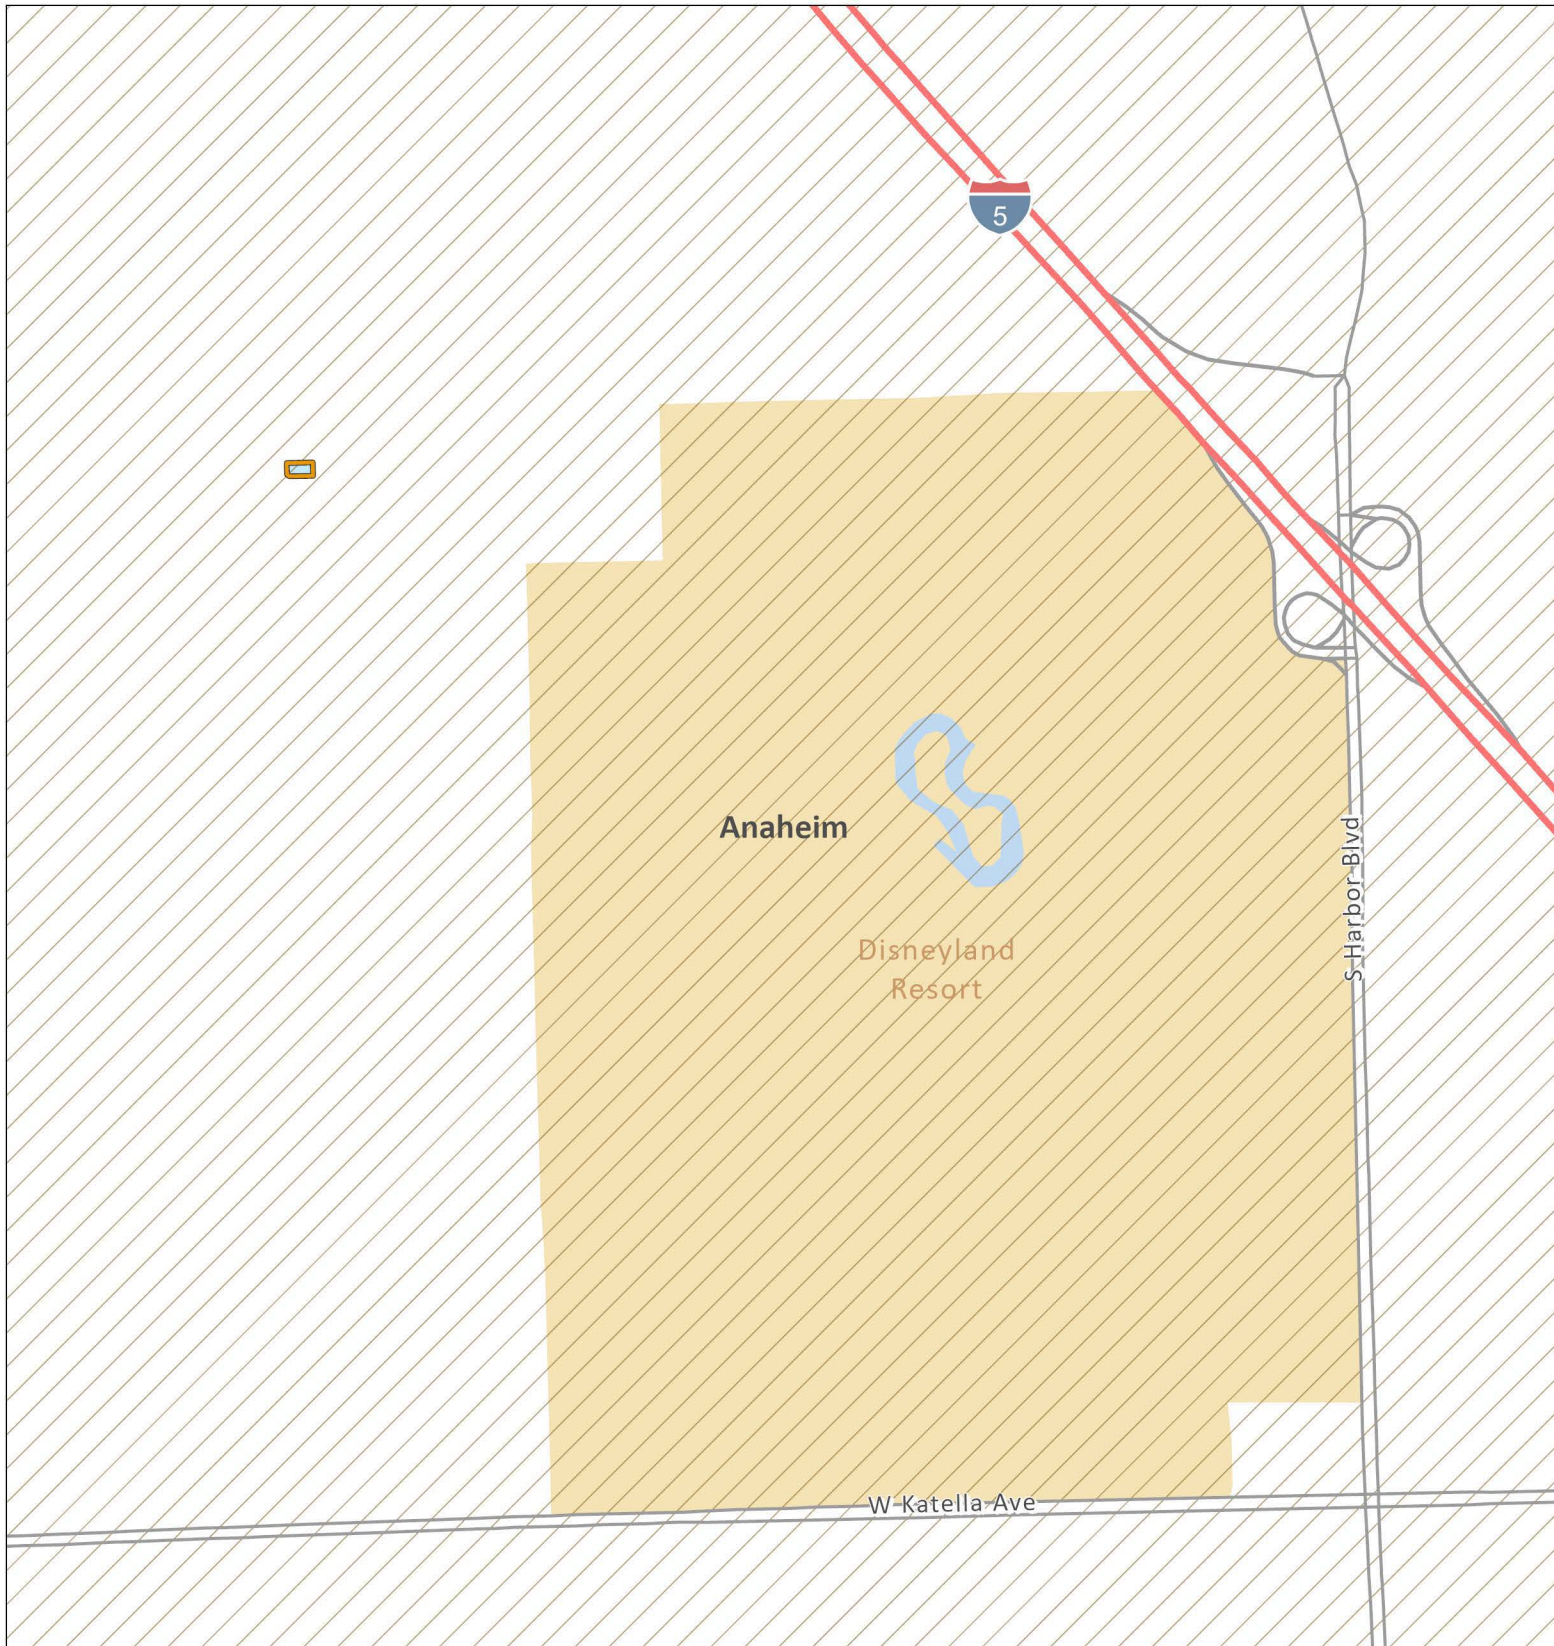 5
Anaheim
Disneyland
Resort
S Harbor Blvd
W Katella Ave